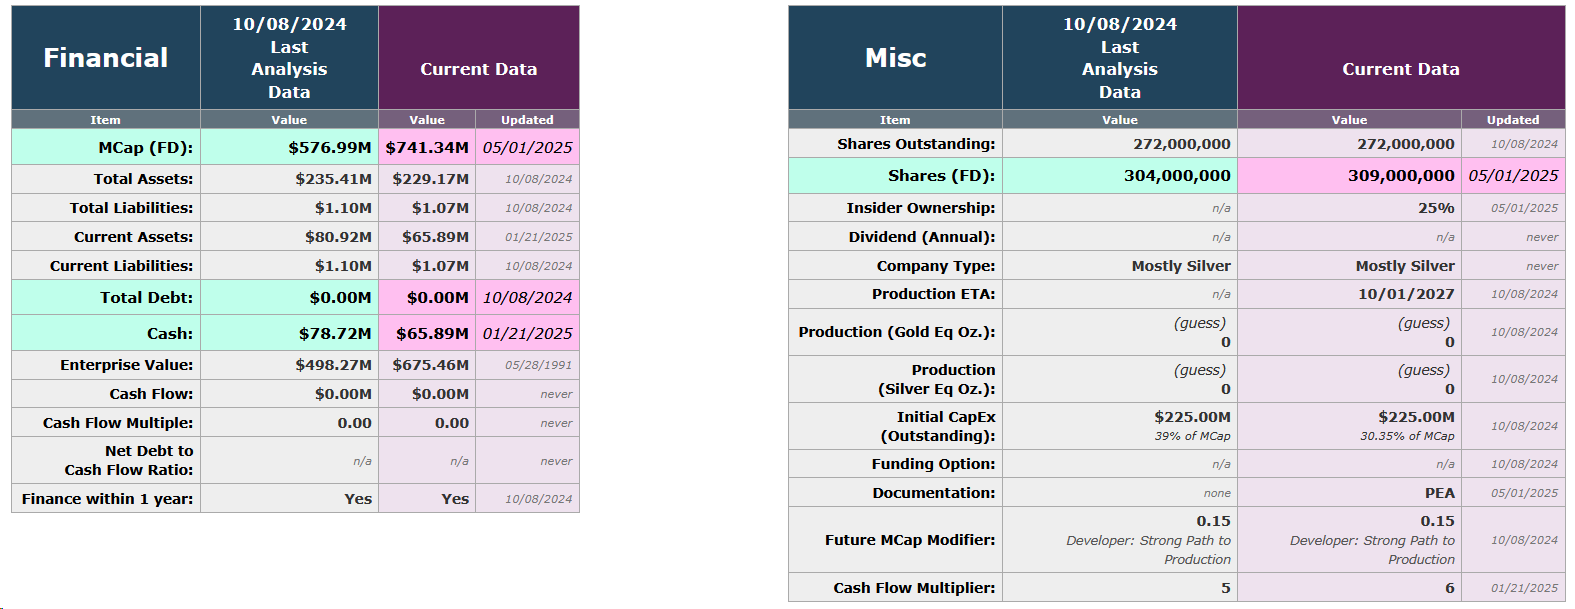 Financial
10/08/2024
Last
Analysis
Data
Current Data
Item Value Value Updated
MCap (FD): $576.99M $741.34M 05/01/2025
Total Assets: $235.41M $229.17M 10/08/2024
Total Liabilities: $1.10M $1.07M 10/08/2024
Current Assets: $80.92M $65.89M 01/21/2025
Current Liabilities: $1.10M $1.07M 10/08/2024
Total Debt: $0.00M $0.00M 10/08/2024
Cash: $78.72M $65.89M 01/21/2025
Enterprise Value: $498.27M $675.46M 05/28/1991
Cash Flow: $0.00M $0.00M never
Cash Flow Multiple: 0.00 0.00 never
Net Debt to
Cash Flow Ratio: n/a n/a never
Finance within 1 year: Yes Yes 10/08/2024
Misc
10/08/2024
Last
Analysis
Data
Current Data
Item Value Value Updated
Shares Outstanding: 272,000,000 272,000,000 10/08/2024
Shares (FD): 304,000,000 309,000,000 05/01/2025
Insider Ownership: n/a 25% 05/01/2025
Dividend (Annual): n/a n/a never
Company Type: Mostly Silver Mostly Silver never
Production ETA: n/a 10/01/2027 10/08/2024
(guess) (guess)
Production (Gold Eq Oz.): 0 0 10/08/2024
Production (guess) (guess)
(Silver Eq Oz.): 0 0 10/08/2024
Initial CapEx $225.00M $225.00M
(Outstanding): 39% of MCap 30.35% of MCap 10/08/2024
Funding Option: n/a n/a 10/08/2024
Documentation: none PEA 05/01/2025
0.15 0.15
Future MCap Modifier: Developer: Strong Path to Developer: Strong Path to 10/08/2024
Production Production
Cash Flow Multiplier: 5 6 01/21/2025